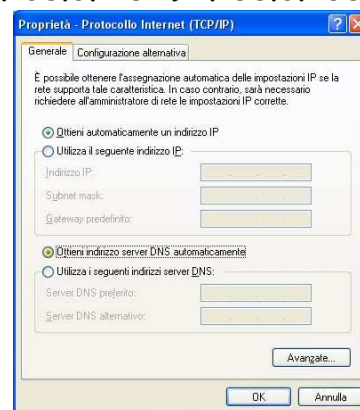 Proprietà - Protocollo Internet (TCP/IP)
Generale
Configurazione alternativa
È possibile ottenere l'assegnazione automatica delle impostazioni IP se la
rete supporta tale caratteristica. In caso contrario, sarà necessario
richiedere all'amministratore di rete le impostazioni IP corrette.
Ottieni automaticamente un indirizzo IP
Utilizza il seguente indirizzo IP:
Indirizzo IP:
Subnet mask:
Gateway predefinito:
Ottieni indirizzo server DNS automaticamente
Utilizza i seguenti indirizzi server DNS:
Server DNS preferito:
Server DNS alternativo:
Avanzate...
OK
Annulla